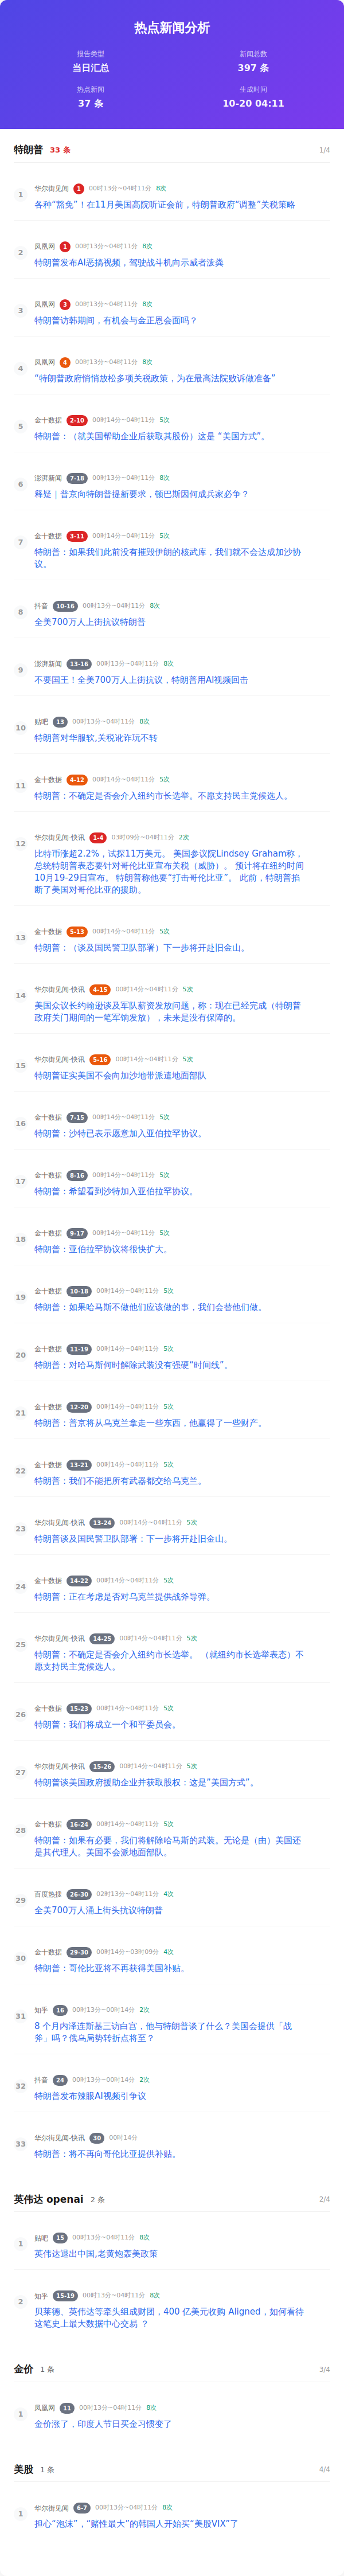 热点新闻分析
报告类型
当日汇总
新闻总数
397 条
热点新闻
37 条
生成时间
10-20 04:11
特朗普 33 条 1/4
1 华尔街见闻 1 00时13分~04时11分 8次
各种“豁免”！在11月美国高院听证会前，特朗普政府“调整”关税策略
2 凤凰网 1 00时13分~04时11分 8次
特朗普发布AI恶搞视频，驾驶战斗机向示威者泼粪
3 凤凰网 3 00时13分~04时11分 8次
特朗普访韩期间，有机会与金正恩会面吗？
4 凤凰网 4 00时13分~04时11分 8次
“特朗普政府悄悄放松多项关税政策，为在最高法院败诉做准备”
5 金十数据 2-10 00时14分~04时11分 5次
特朗普：（就美国帮助企业后获取其股份）这是 “美国方式”。
6 澎湃新闻 7-18 00时13分~04时11分 8次
释疑｜普京向特朗普提新要求，顿巴斯因何成兵家必争？
7 金十数据 3-11 00时14分~04时11分 5次
特朗普：如果我们此前没有摧毁伊朗的核武库，我们就不会达成加沙协
议。
8 抖音 10-16 00时13分~04时11分 8次
全美700万人上街抗议特朗普
9 澎湃新闻 13-16 00时13分~04时11分 8次
不要国王！全美700万人上街抗议，特朗普用AI视频回击
10 贴吧 13 00时13分~04时11分 8次
特朗普对华服软,关税讹诈玩不转
11 金十数据 4-12 00时14分~04时11分 5次
特朗普：不确定是否会介入纽约市长选举。不愿支持民主党候选人。
12 华尔街见闻-快讯 1-4 03时09分~04时11分 2次
比特币涨超2.2%，试探11万美元。 美国参议院Lindsey Graham称，
总统特朗普表态要针对哥伦比亚宣布关税（威胁）。 预计将在纽约时间
10月19-29日宣布。 特朗普称他要“打击哥伦比亚”。 此前，特朗普掐
断了美国对哥伦比亚的援助。
13 金十数据 5-13 00时14分~04时11分 5次
特朗普：（谈及国民警卫队部署）下一步将开赴旧金山。
14 华尔街见闻-快讯 4-15 00时14分~04时11分 5次
美国众议长约翰逊谈及军队薪资发放问题，称：现在已经完成（特朗普
政府关门期间的一笔军饷发放），未来是没有保障的。
15 华尔街见闻-快讯 5-16 00时14分~04时11分 5次
特朗普证实美国不会向加沙地带派遣地面部队
16 金十数据 7-15 00时14分~04时11分 5次
特朗普：沙特已表示愿意加入亚伯拉罕协议。
17 金十数据 8-16 00时14分~04时11分 5次
特朗普：希望看到沙特加入亚伯拉罕协议。
18 金十数据 9-17 00时14分~04时11分 5次
特朗普：亚伯拉罕协议将很快扩大。
19 金十数据 10-18 00时14分~04时11分 5次
特朗普：如果哈马斯不做他们应该做的事，我们会替他们做。
20 金十数据 11-19 00时14分~04时11分 5次
特朗普：对哈马斯何时解除武装没有强硬“时间线”。
21 金十数据 12-20 00时14分~04时11分 5次
特朗普：普京将从乌克兰拿走一些东西，他赢得了一些财产。
22 金十数据 13-21 00时14分~04时11分 5次
特朗普：我们不能把所有武器都交给乌克兰。
23 华尔街见闻-快讯 13-24 00时14分~04时11分 5次
特朗普谈及国民警卫队部署：下一步将开赴旧金山。
24 金十数据 14-22 00时14分~04时11分 5次
特朗普：正在考虑是否对乌克兰提供战斧导弹。
25 华尔街见闻-快讯 14-25 00时14分~04时11分 5次
特朗普：不确定是否会介入纽约市长选举。 （就纽约市长选举表态）不
愿支持民主党候选人。
26 金十数据 15-23 00时14分~04时11分 5次
特朗普：我们将成立一个和平委员会。
27 华尔街见闻-快讯 15-26 00时14分~04时11分 5次
特朗普谈美国政府援助企业并获取股权：这是“美国方式”。
28 金十数据 16-24 00时14分~04时11分 5次
特朗普：如果有必要，我们将解除哈马斯的武装。无论是（由）美国还
是其代理人。美国不会派地面部队。
29 百度热搜 26-30 02时13分~04时11分 4次
全美700万人涌上街头抗议特朗普
30 金十数据 29-30 00时14分~03时09分 4次
特朗普：哥伦比亚将不再获得美国补贴。
31 知乎 16 00时13分~00时14分 2次
8 个月内泽连斯基三访白宫，他与特朗普谈了什么？美国会提供「战
斧」吗？俄乌局势转折点将至？
32 抖音 24 00时13分~00时14分 2次
特朗普发布辣眼AI视频引争议
33 华尔街见闻-快讯 30 00时14分
特朗普：将不再向哥伦比亚提供补贴。
英伟达 openai 2 条 2/4
1 贴吧 15 00时13分~04时11分 8次
英伟达退出中国,老黄炮轰美政策
2 知乎 15-19 00时13分~04时11分 8次
贝莱德、英伟达等牵头组成财团，400 亿美元收购 Aligned，如何看待
这笔史上最大数据中心交易 ？
金价 1 条 3/4
1 凤凰网 11 00时13分~04时11分 8次
金价涨了，印度人节日买金习惯变了
美股 1 条 4/4
1 华尔街见闻 6-7 00时13分~04时11分 8次
担心“泡沫”，“赌性最大”的韩国人开始买“美股VIX”了